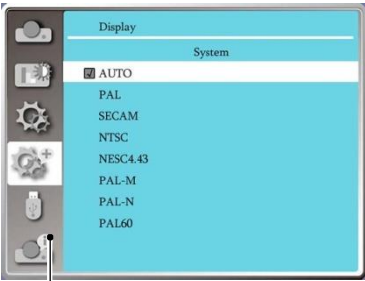 Display
System
AUTO
PAL
SECAM
NTSC
NESC4.43
PAL-M
PAL-N
PAL60